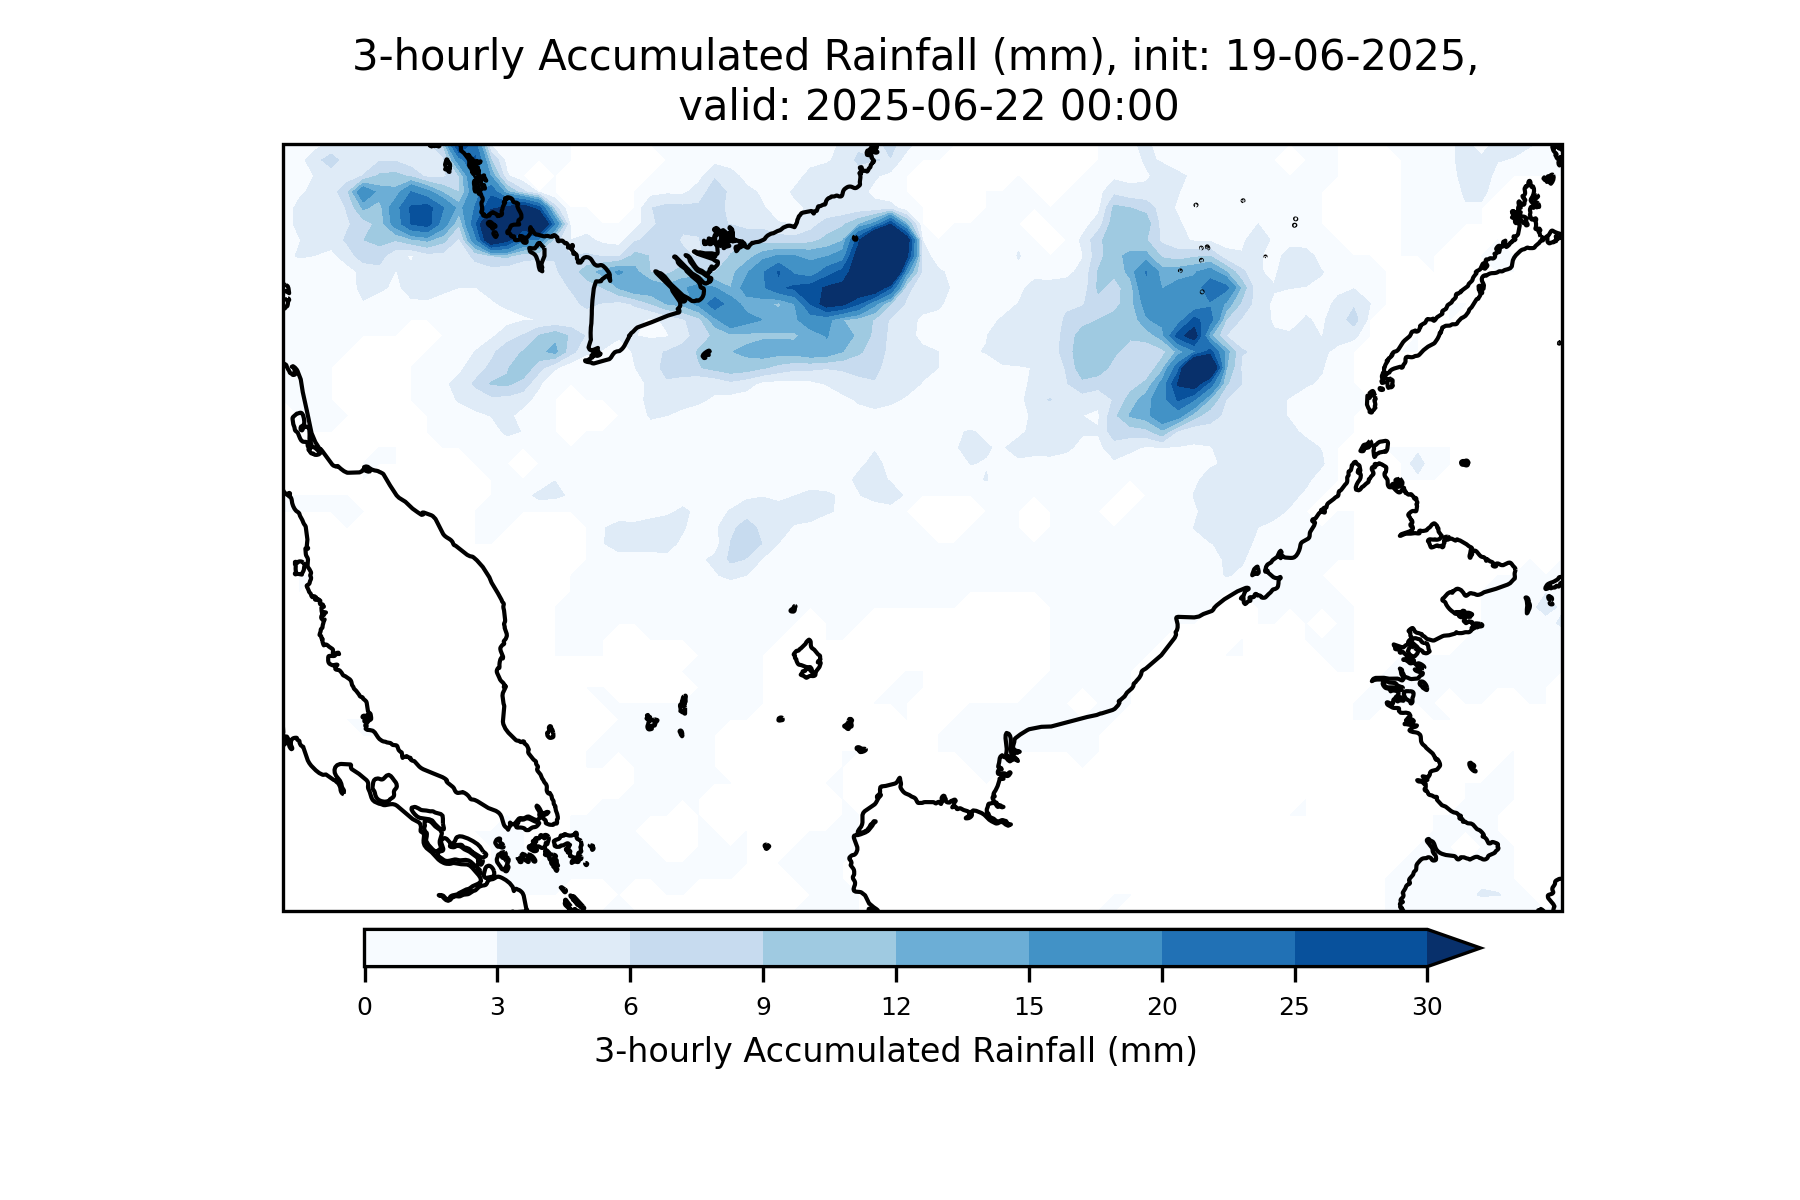 3-hourly Accumulated Rainfall (mm), init: 19-06-2025,
valid: 2025-06-22 00:00
0 3 6 9 12 15 20 25 30
3-hourly Accumulated Rainfall (mm)